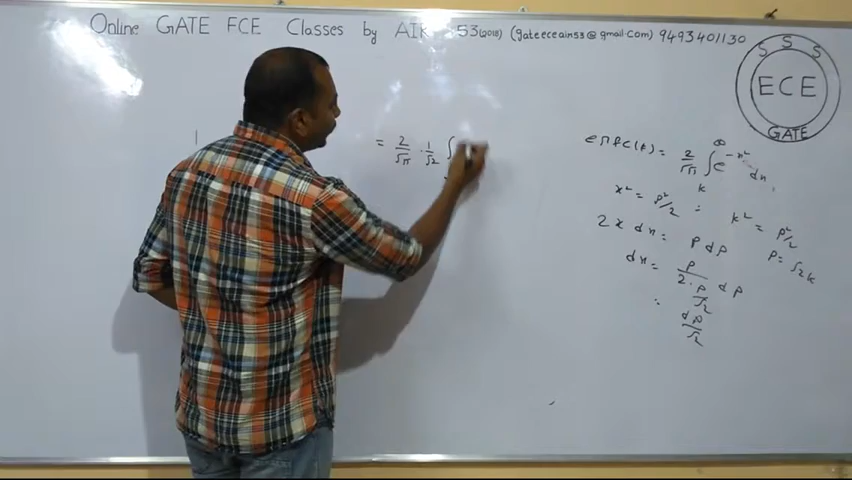 Online GATE ECE Classes by AIR 53(2018) (gateeceair53@gmail.com) 9493401130
SSS
ECE
GATE
= 2/√π · 1/√2 ∫
erfc(k) = 2/√π ∫ₖ^∞ e^(-x²) dx,
x² = p²/2 :
k² = p²/2
2x dx = p dp
p = √2 k
dx = p/(2 · p/√2) dp
: dp/√2